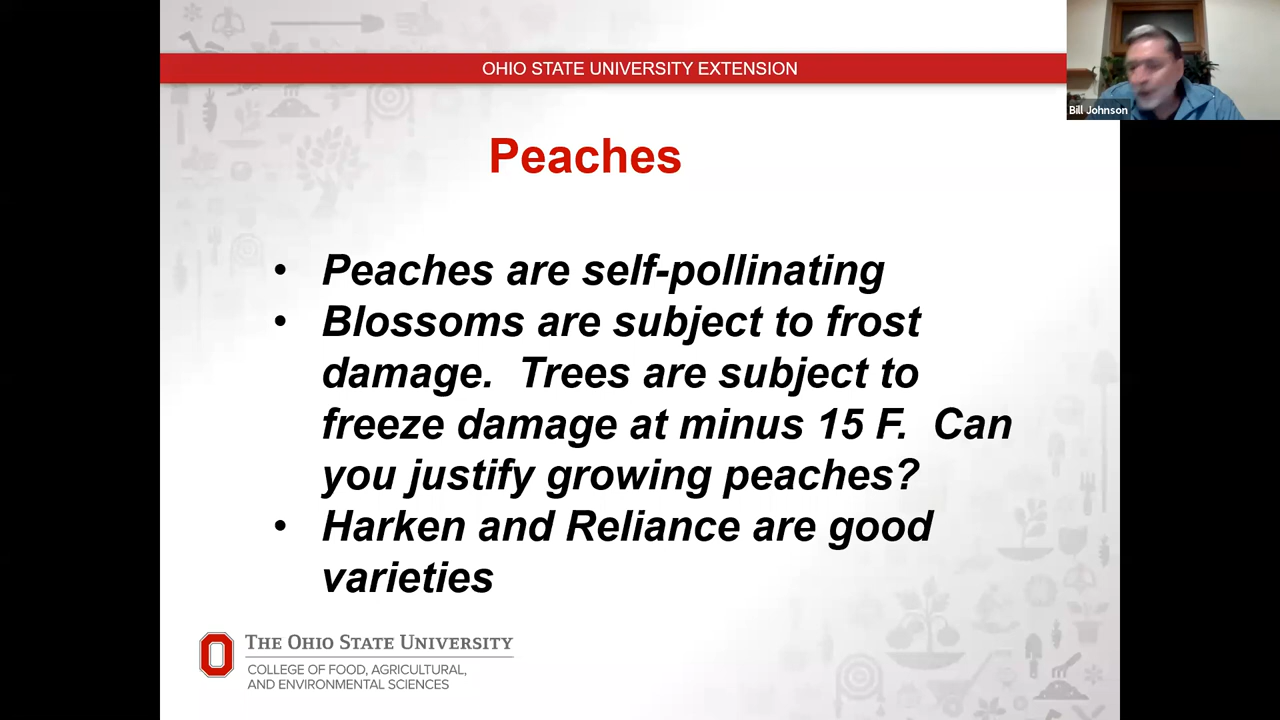 OHIO STATE UNIVERSITY EXTENSION
Bill Johnson
Peaches
• Peaches are self-pollinating
• Blossoms are subject to frost
damage.  Trees are subject to
freeze damage at minus 15 F.  Can
you justify growing peaches?
• Harken and Reliance are good
varieties
THE OHIO STATE UNIVERSITY
COLLEGE OF FOOD, AGRICULTURAL,
AND ENVIRONMENTAL SCIENCES